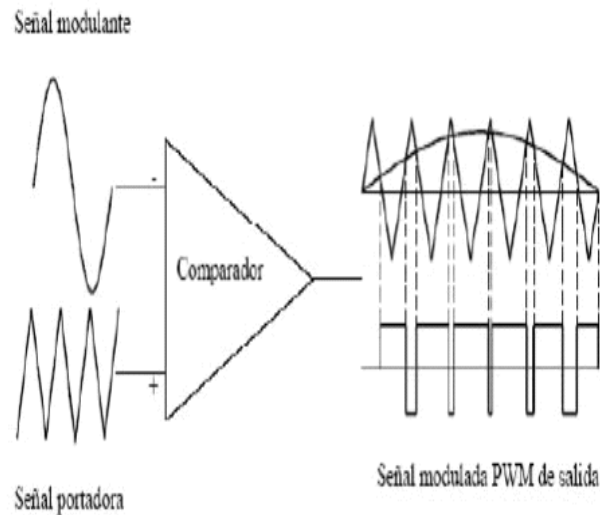 Señal modulante
-
Comparador
+
Señal modulada PWM de salida
Señal portadora